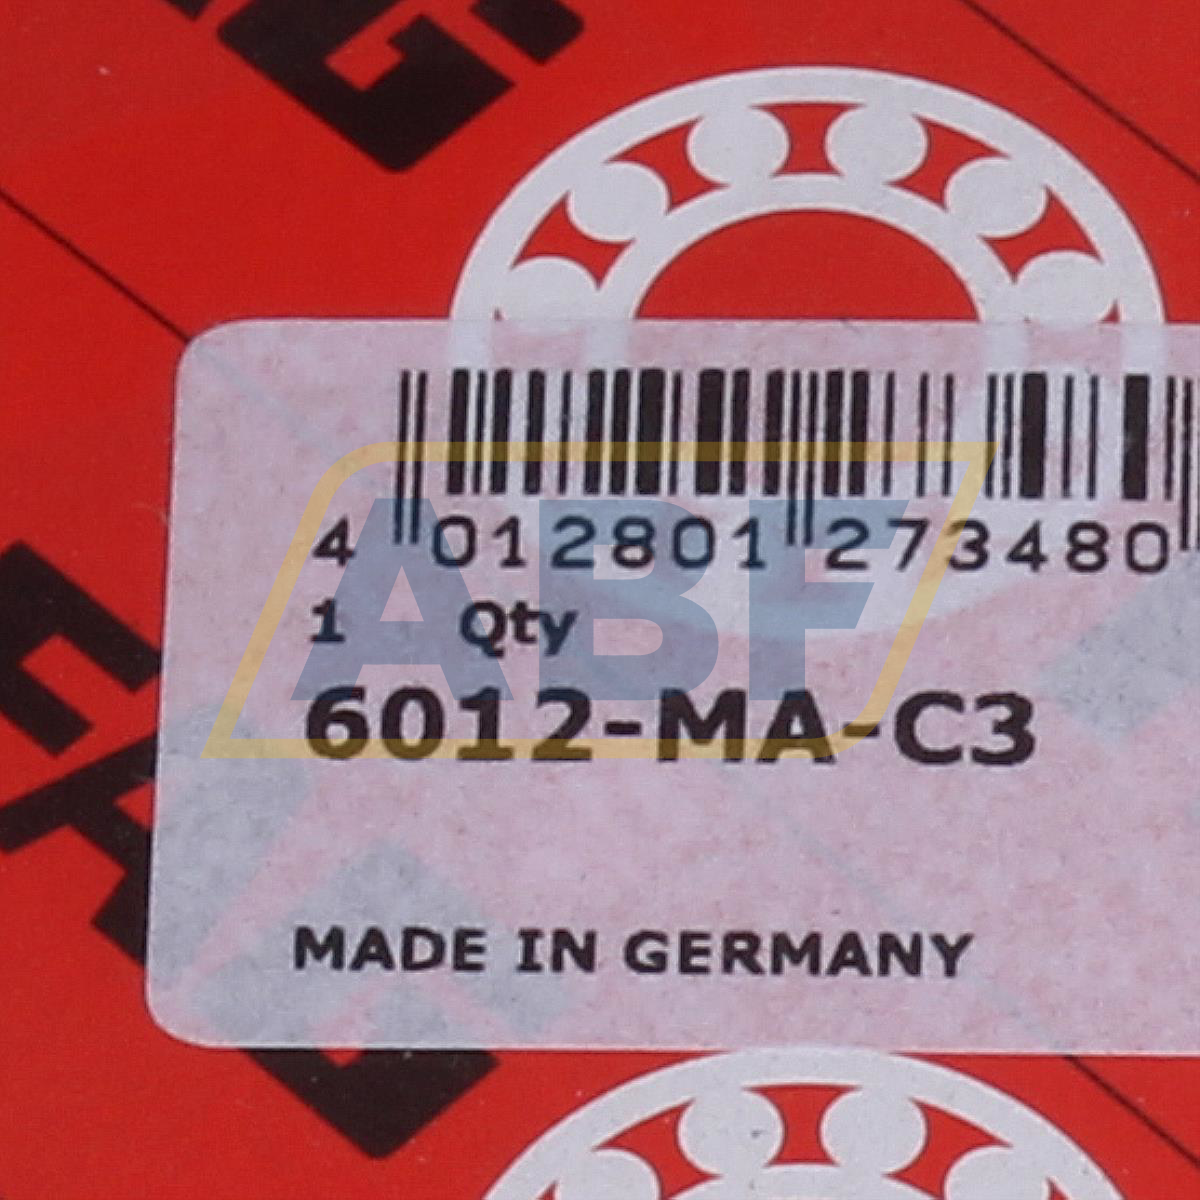 4 012801 273480
1 Qty
ABF
6012-MA-C3
MADE IN GERMANY